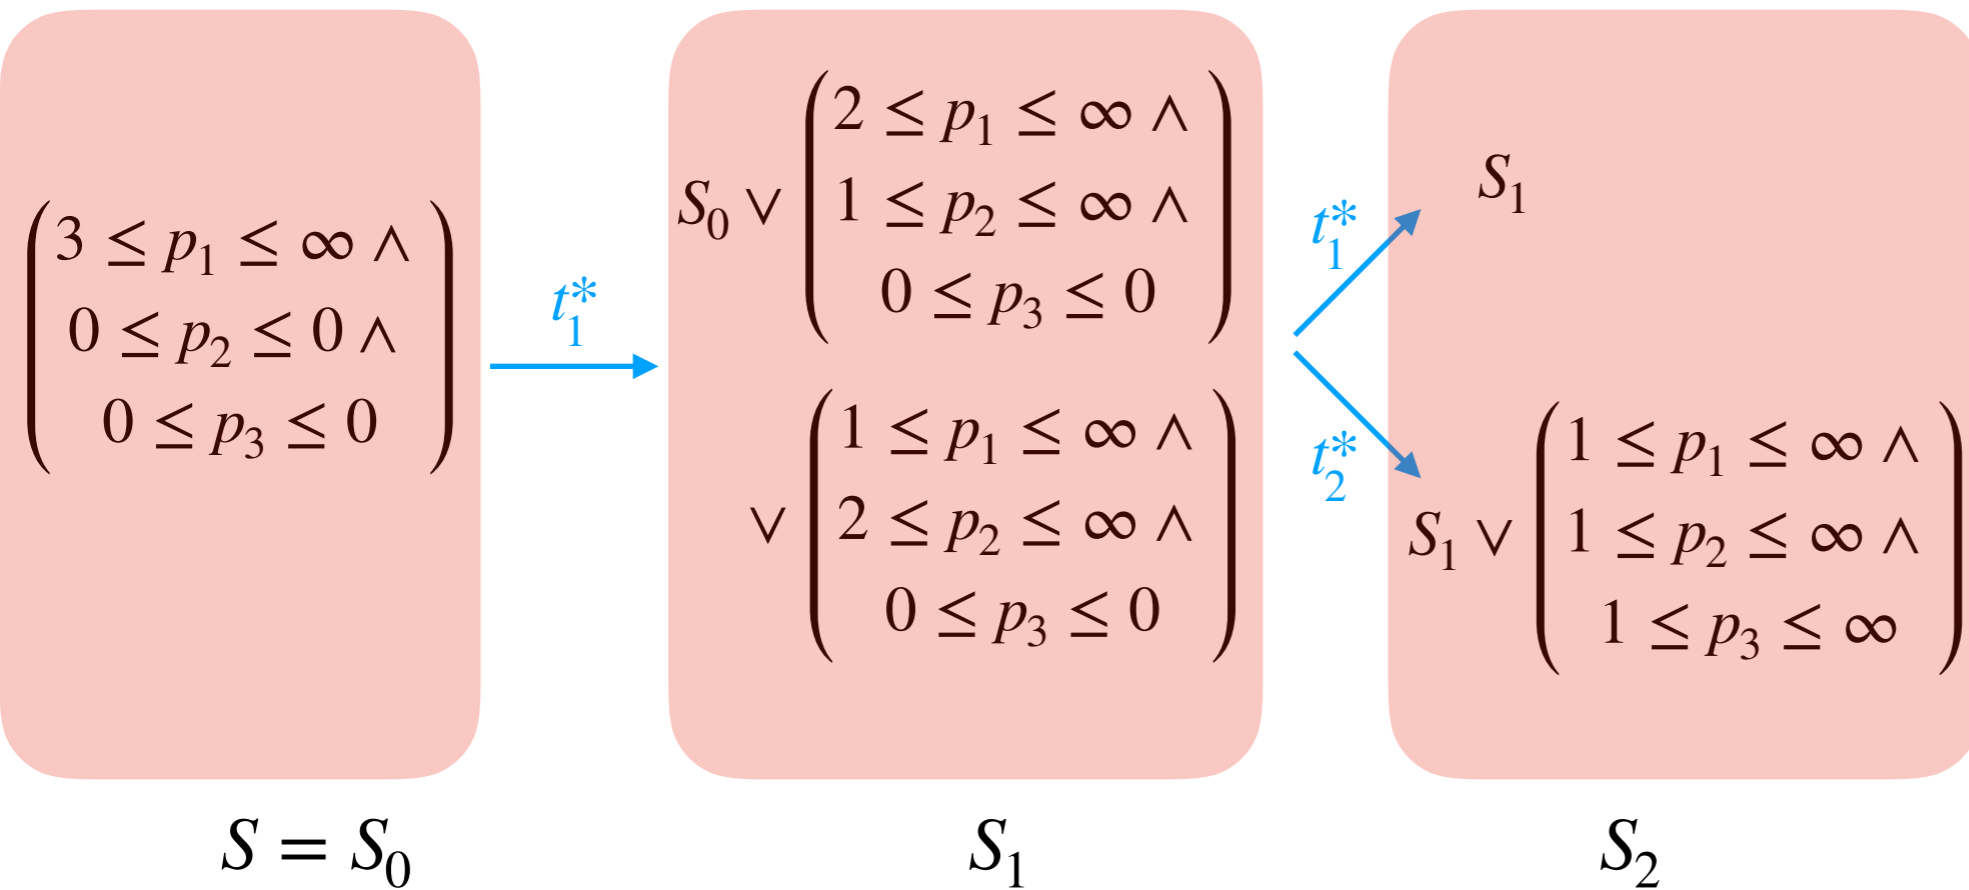 3 ≤ p₁ ≤ ∞ ∧
0 ≤ p₂ ≤ 0 ∧
0 ≤ p₃ ≤ 0
t₁*
S₀ ∨
2 ≤ p₁ ≤ ∞ ∧
1 ≤ p₂ ≤ ∞ ∧
0 ≤ p₃ ≤ 0
∨
1 ≤ p₁ ≤ ∞ ∧
2 ≤ p₂ ≤ ∞ ∧
0 ≤ p₃ ≤ 0
t₁*
t₂*
S₁
S₁ ∨
1 ≤ p₁ ≤ ∞ ∧
1 ≤ p₂ ≤ ∞ ∧
1 ≤ p₃ ≤ ∞
S = S₀
S₁
S₂